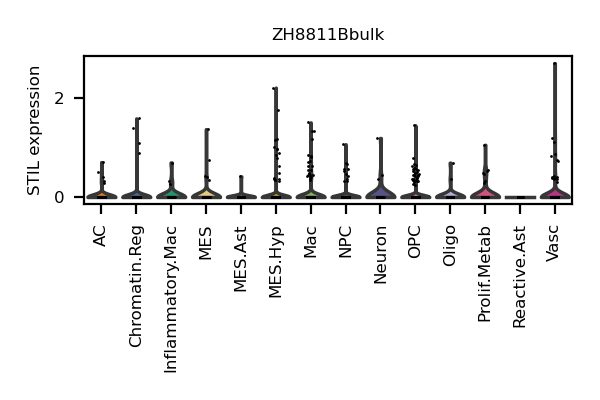 ZH8811Bbulk
STIL expression
2
0
AC
Chromatin.Reg
Inflammatory.Mac
MES
MES.Ast
MES.Hyp
Mac
NPC
Neuron
OPC
Oligo
Prolif.Metab
Reactive.Ast
Vasc